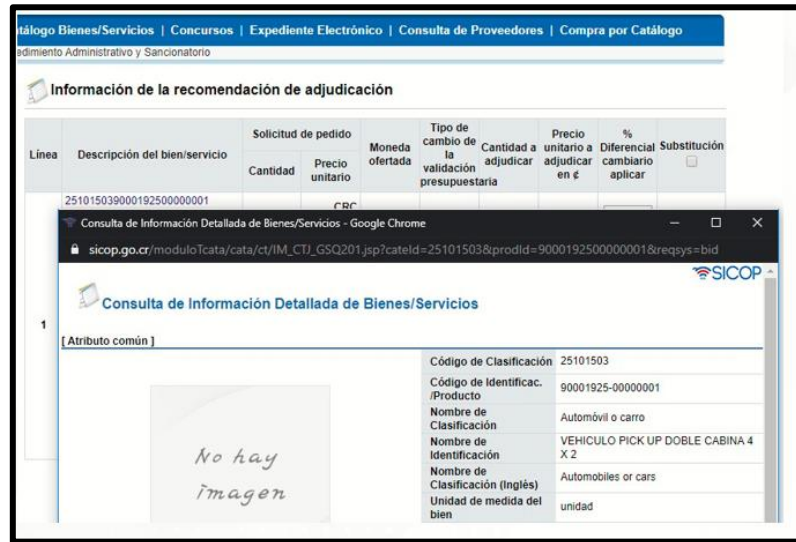 tálogo Bienes/Servicios | Concursos | Expediente Electrónico | Consulta de Proveedores | Compra por Catálogo
edimiento Administrativo y Sancionatorio
Información de la recomendación de adjudicación
Línea
Descripción del bien/servicio
Solicitud de pedido
Cantidad
Precio
unitario
Moneda
ofertada
Tipo de
cambio de
la
validación
presupuestaria
Cantidad a
adjudicar
Precio
unitario a
adjudicar
en ¢
%
Diferencial
cambiario
aplicar
Substitución
1
251015039000192500000001
CRC
Consulta de Información Detallada de Bienes/Servicios - Google Chrome
sicop.go.cr/moduloTcata/cata/ct/IM_CTJ_GSQ201.jsp?cateId=25101503&prodId=9000192500000001&reqsys=bid
SICOP
Consulta de Información Detallada de Bienes/Servicios
[ Atributo común ]
No hay
imagen
Código de Clasificación 25101503
Código de Identificac.
/Producto
90001925-00000001
Nombre de
Clasificación
Automóvil o carro
Nombre de
Identificación
VEHICULO PICK UP DOBLE CABINA 4
X 2
Nombre de
Clasificación (Inglés)
Automobiles or cars
Unidad de medida del
bien
unidad